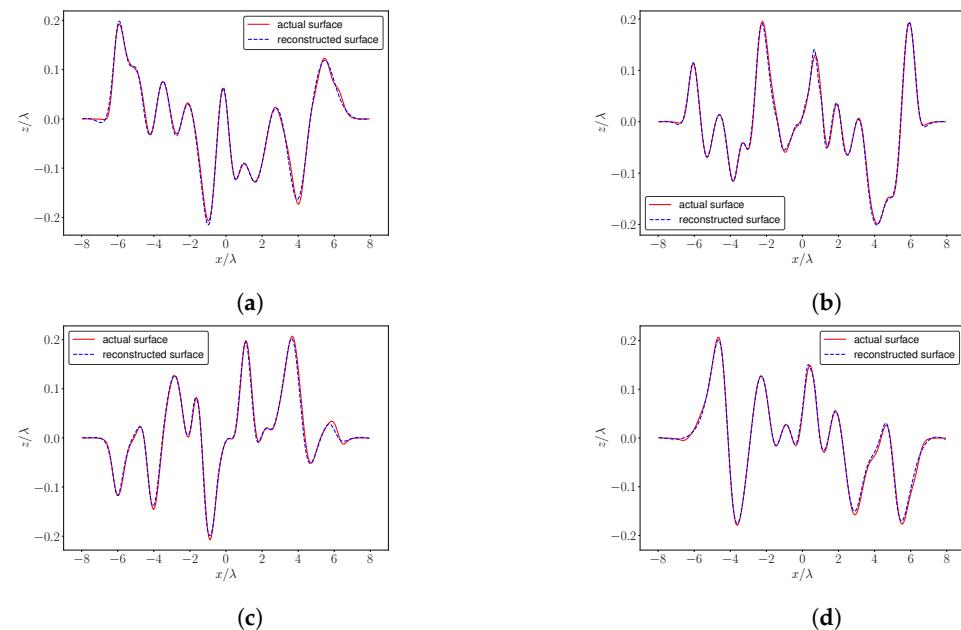 0.2
0.1
0.0
−0.1
−0.2
z/λ
actual surface
reconstructed surface
−8 −6 −4 −2 0 2 4 6 8
x/λ
(a)
0.2
0.1
0.0
−0.1
−0.2
z/λ
actual surface
reconstructed surface
−8 −6 −4 −2 0 2 4 6 8
x/λ
(b)
0.2
0.1
0.0
−0.1
−0.2
z/λ
actual surface
reconstructed surface
−8 −6 −4 −2 0 2 4 6 8
x/λ
(c)
0.2
0.1
0.0
−0.1
−0.2
z/λ
actual surface
reconstructed surface
−8 −6 −4 −2 0 2 4 6 8
x/λ
(d)